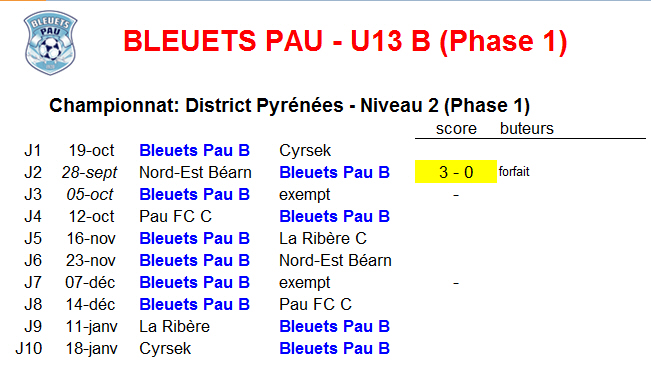 BLEUETS
PAU
BLEUETS PAU - U13 B (Phase 1)
Championnat: District Pyrénées - Niveau 2 (Phase 1)
score buteurs
J1 19-oct Bleuets Pau B Cyrsek
J2 28-sept Nord-Est Béarn Bleuets Pau B 3 - 0 forfait
J3 05-oct Bleuets Pau B exempt -
J4 12-oct Pau FC C Bleuets Pau B
J5 16-nov Bleuets Pau B La Ribère C
J6 23-nov Bleuets Pau B Nord-Est Béarn
J7 07-déc Bleuets Pau B exempt -
J8 14-déc Bleuets Pau B Pau FC C
J9 11-janv La Ribère Bleuets Pau B
J10 18-janv Cyrsek Bleuets Pau B